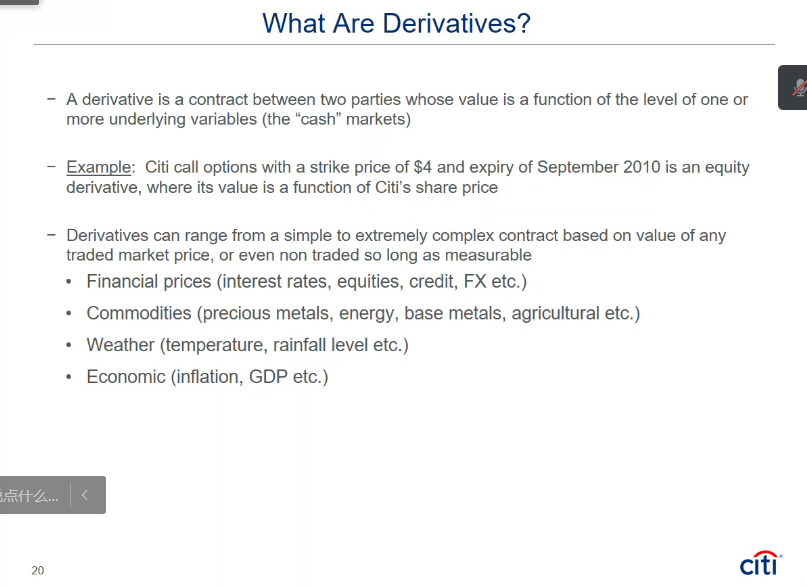 What Are Derivatives?
– A derivative is a contract between two parties whose value is a function of the level of one or
more underlying variables (the “cash” markets)
– Example: Citi call options with a strike price of $4 and expiry of September 2010 is an equity
derivative, where its value is a function of Citi’s share price
– Derivatives can range from a simple to extremely complex contract based on value of any
traded market price, or even non traded so long as measurable
• Financial prices (interest rates, equities, credit, FX etc.)
• Commodities (precious metals, energy, base metals, agricultural etc.)
• Weather (temperature, rainfall level etc.)
• Economic (inflation, GDP etc.)
点什么...
20
citi